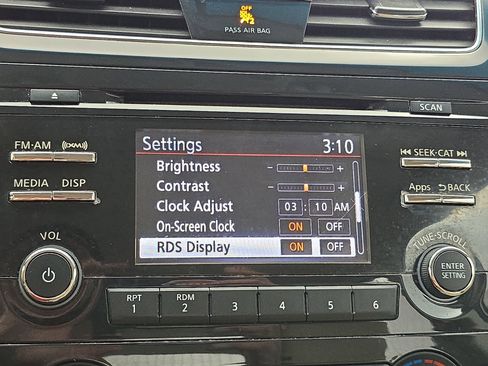 OFF
2
PASS AIR BAG
SCAN
FM·AM ((XM))
Settings 3:10
SEEK·CAT
Brightness - +
Contrast - +
MEDIA DISP
Clock Adjust 03 : 10 AM
Apps BACK
On-Screen Clock ON OFF
RDS Display ON OFF
VOL
TUNE·SCROLL
ENTER
SETTING
RPT
1
RDM
2
3
4
5
6